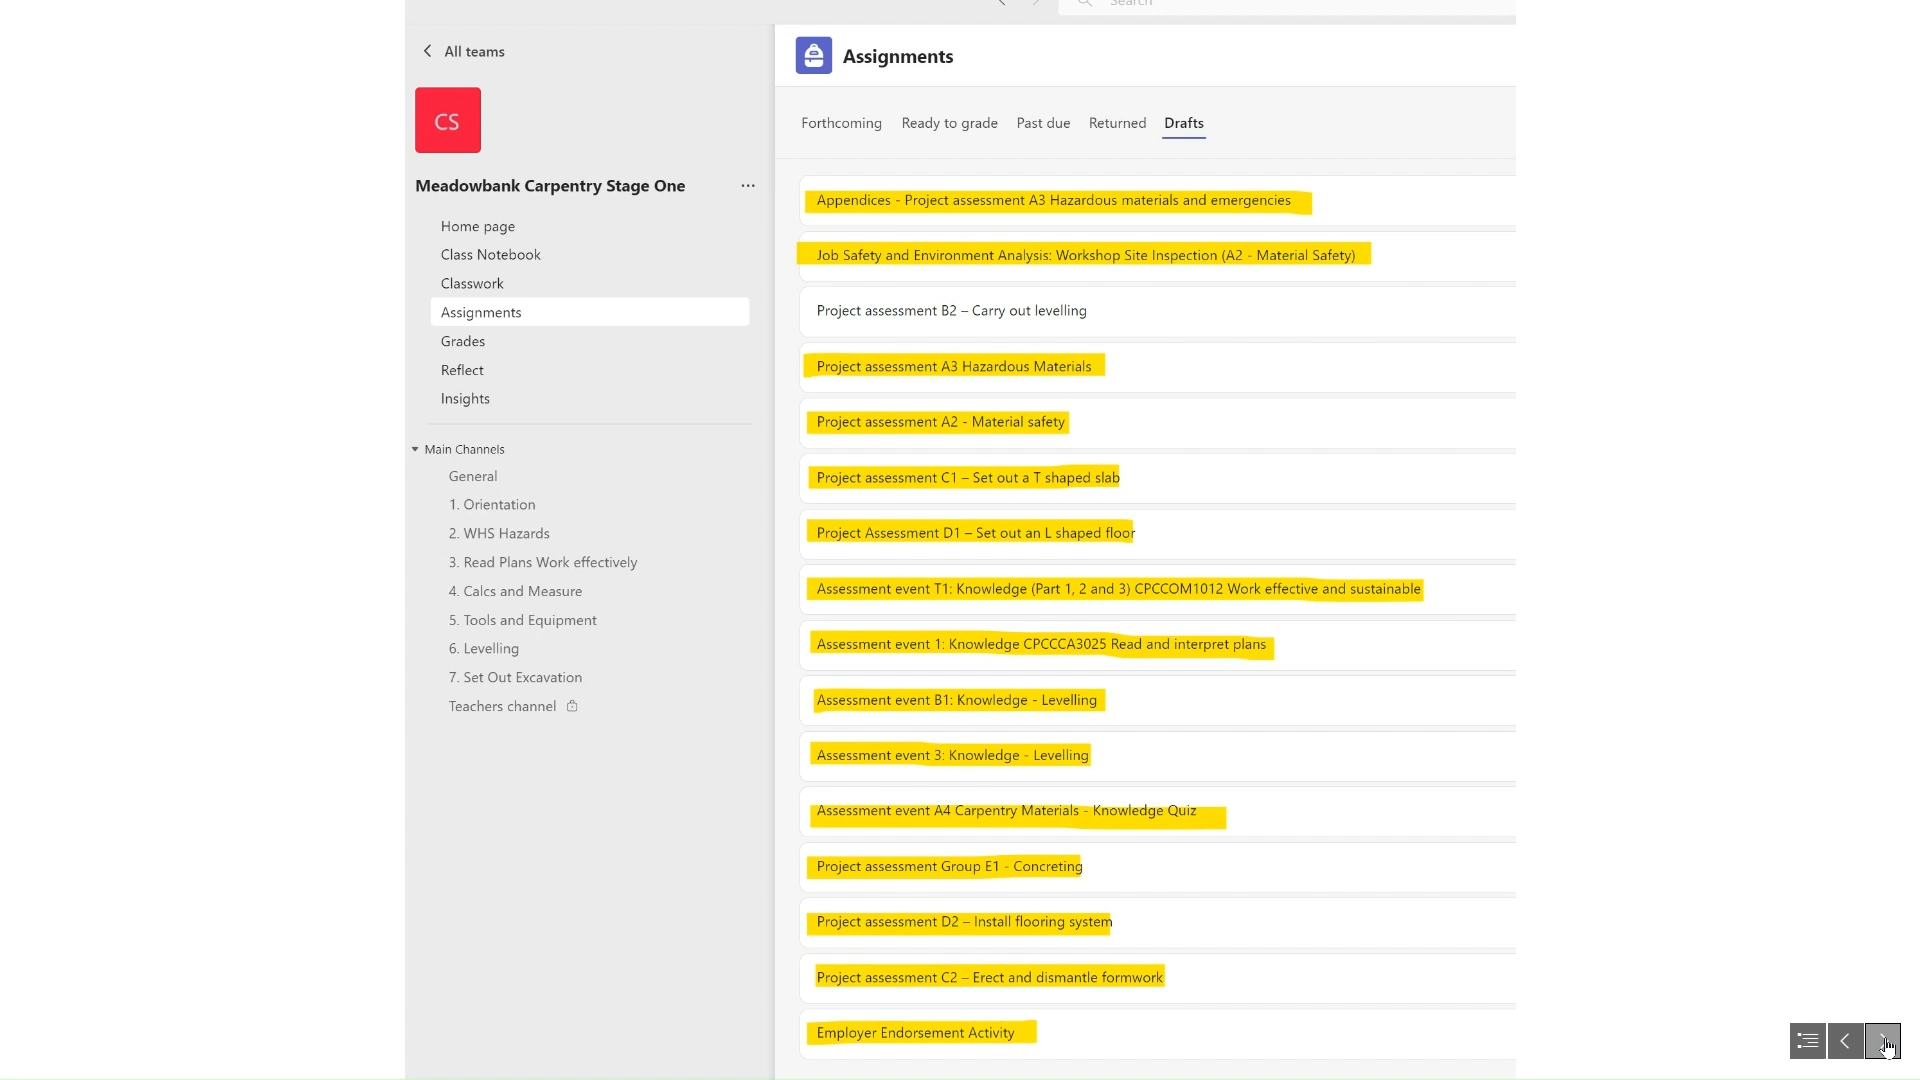 Search
All teams
CS
Meadowbank Carpentry Stage One
Home page
Class Notebook
Classwork
Assignments
Grades
Reflect
Insights
Main Channels
General
1. Orientation
2. WHS Hazards
3. Read Plans Work effectively
4. Calcs and Measure
5. Tools and Equipment
6. Levelling
7. Set Out Excavation
Teachers channel
Assignments
Forthcoming Ready to grade Past due Returned Drafts
Appendices - Project assessment A3 Hazardous materials and emergencies
Job Safety and Environment Analysis: Workshop Site Inspection (A2 - Material Safety)
Project assessment B2 – Carry out levelling
Project assessment A3 Hazardous Materials
Project assessment A2 - Material safety
Project assessment C1 – Set out a T shaped slab
Project Assessment D1 – Set out an L shaped floor
Assessment event T1: Knowledge (Part 1, 2 and 3) CPCCOM1012 Work effective and sustainable
Assessment event 1: Knowledge CPCCCA3025 Read and interpret plans
Assessment event B1: Knowledge - Levelling
Assessment event 3: Knowledge - Levelling
Assessment event A4 Carpentry Materials - Knowledge Quiz
Project assessment Group E1 - Concreting
Project assessment D2 – Install flooring system
Project assessment C2 – Erect and dismantle formwork
Employer Endorsement Activity